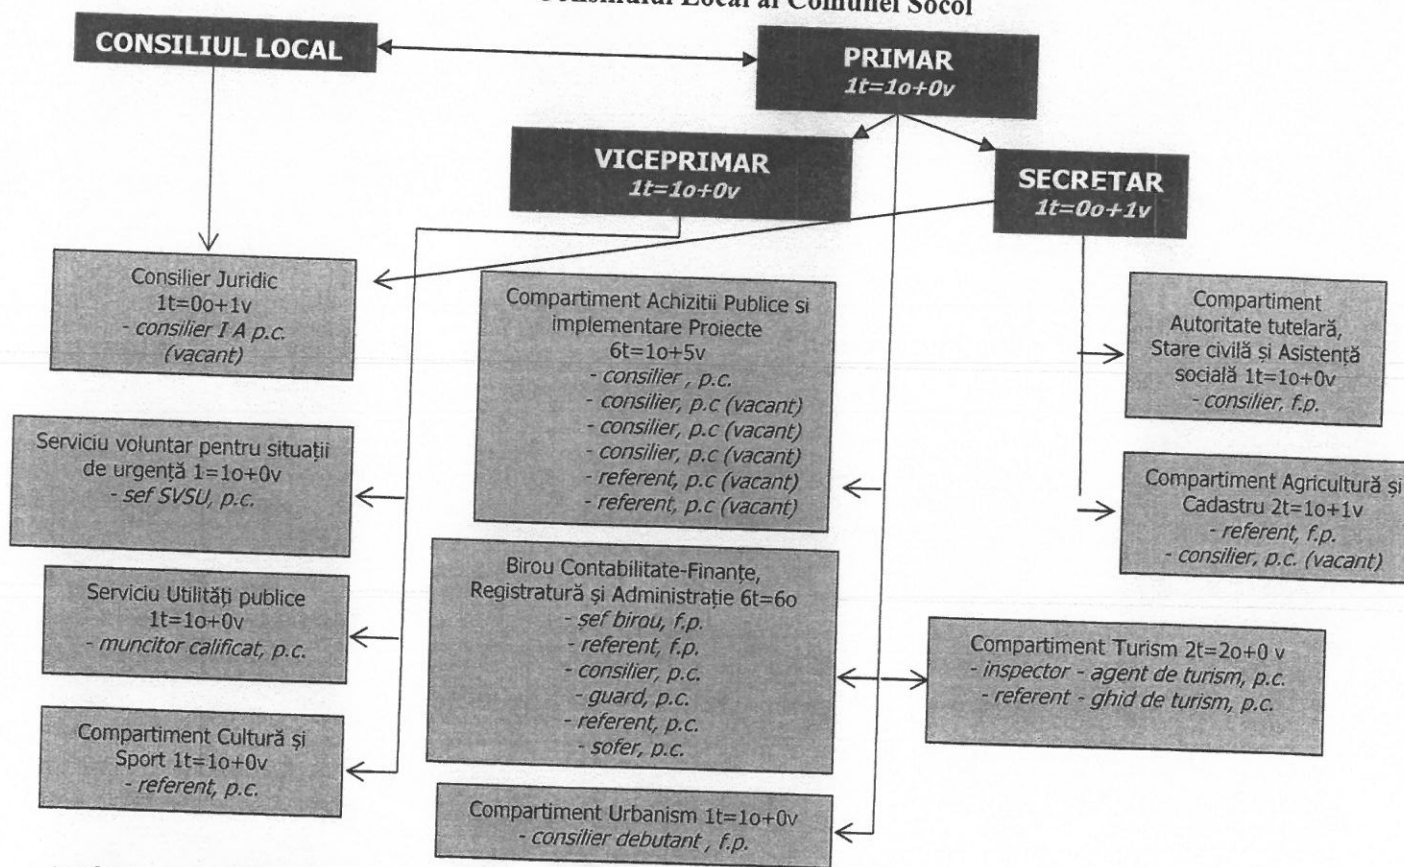 Local al Comunei Socol
CONSILIUL LOCAL
PRIMAR
1t=1o+0v
VICEPRIMAR
1t=1o+0v
SECRETAR
1t=0o+1v
Consilier Juridic
1t=0o+1v
- consilier I A p.c.
(vacant)
Compartiment Achizitii Publice si
implementare Proiecte
6t=1o+5v
- consilier , p.c.
- consilier, p.c (vacant)
- consilier, p.c (vacant)
- consilier, p.c (vacant)
- referent, p.c (vacant)
- referent, p.c (vacant)
Compartiment
Autoritate tutelară,
Stare civilă și Asistență
socială 1t=1o+0v
- consilier, f.p.
Serviciu voluntar pentru situații
de urgență 1=1o+0v
- sef SVSU, p.c.
Compartiment Agricultură și
Cadastru 2t=1o+1v
- referent, f.p.
- consilier, p.c. (vacant)
Serviciu Utilități publice
1t=1o+0v
- muncitor calificat, p.c.
Birou Contabilitate-Finanțe,
Registratură și Administrație 6t=6o
- șef birou, f.p.
- referent, f.p.
- consilier, p.c.
- guard, p.c.
- referent, p.c.
- sofer, p.c.
Compartiment Turism 2t=2o+0 v
- inspector - agent de turism, p.c.
- referent - ghid de turism, p.c.
Compartiment Cultură și
Sport 1t=1o+0v
- referent, p.c.
Compartiment Urbanism 1t=1o+0v
- consilier debutant , f.p.